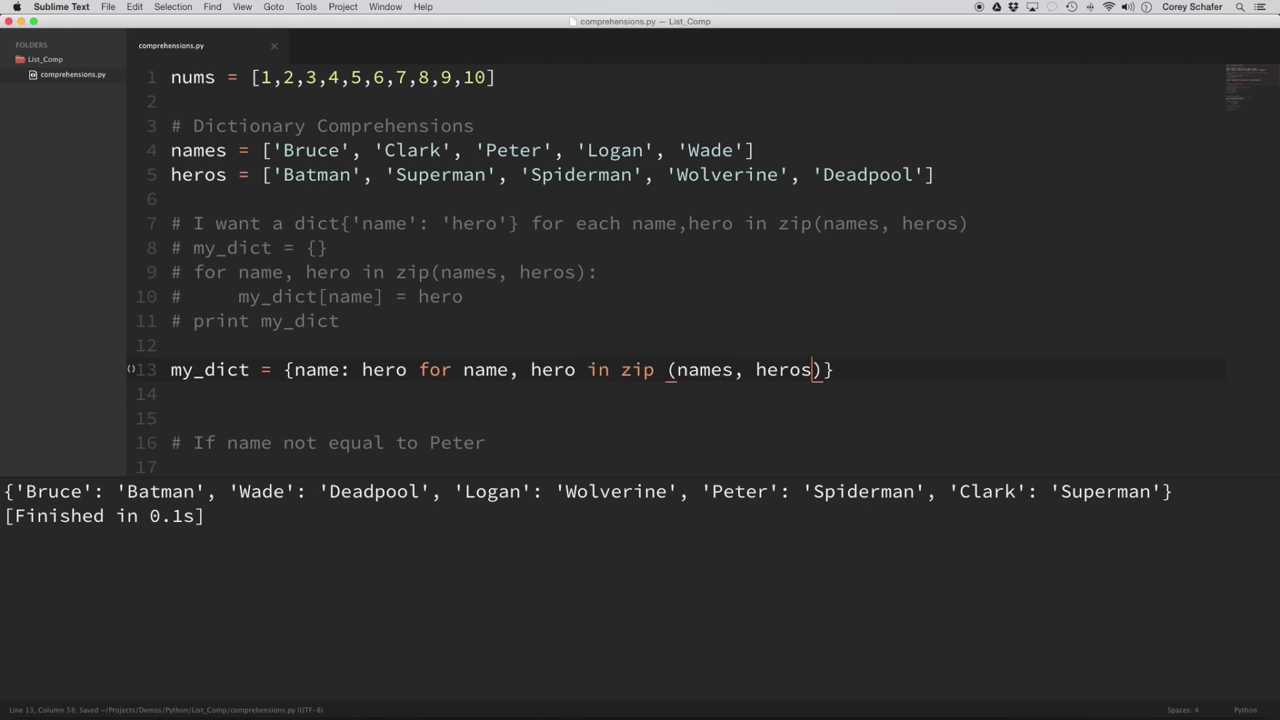 Sublime Text File Edit Selection Find View Goto Tools Project Window Help Corey Schafer
comprehensions.py — List_Comp
FOLDERS
List_Comp
comprehensions.py
comprehensions.py
1 nums = [1,2,3,4,5,6,7,8,9,10]
2
3 # Dictionary Comprehensions
4 names = ['Bruce', 'Clark', 'Peter', 'Logan', 'Wade']
5 heros = ['Batman', 'Superman', 'Spiderman', 'Wolverine', 'Deadpool']
6
7 # I want a dict{'name': 'hero'} for each name,hero in zip(names, heros)
8 # my_dict = {}
9 # for name, hero in zip(names, heros):
10 #     my_dict[name] = hero
11 # print my_dict
12
13 my_dict = {name: hero for name, hero in zip (names, heros)}
14
15
16 # If name not equal to Peter
17
{'Bruce': 'Batman', 'Wade': 'Deadpool', 'Logan': 'Wolverine', 'Peter': 'Spiderman', 'Clark': 'Superman'}
[Finished in 0.1s]
Line 13, Column 58; Saved ~/Projects/Demos/Python/List_Comp/comprehensions.py (UTF-8) Spaces: 4 Python